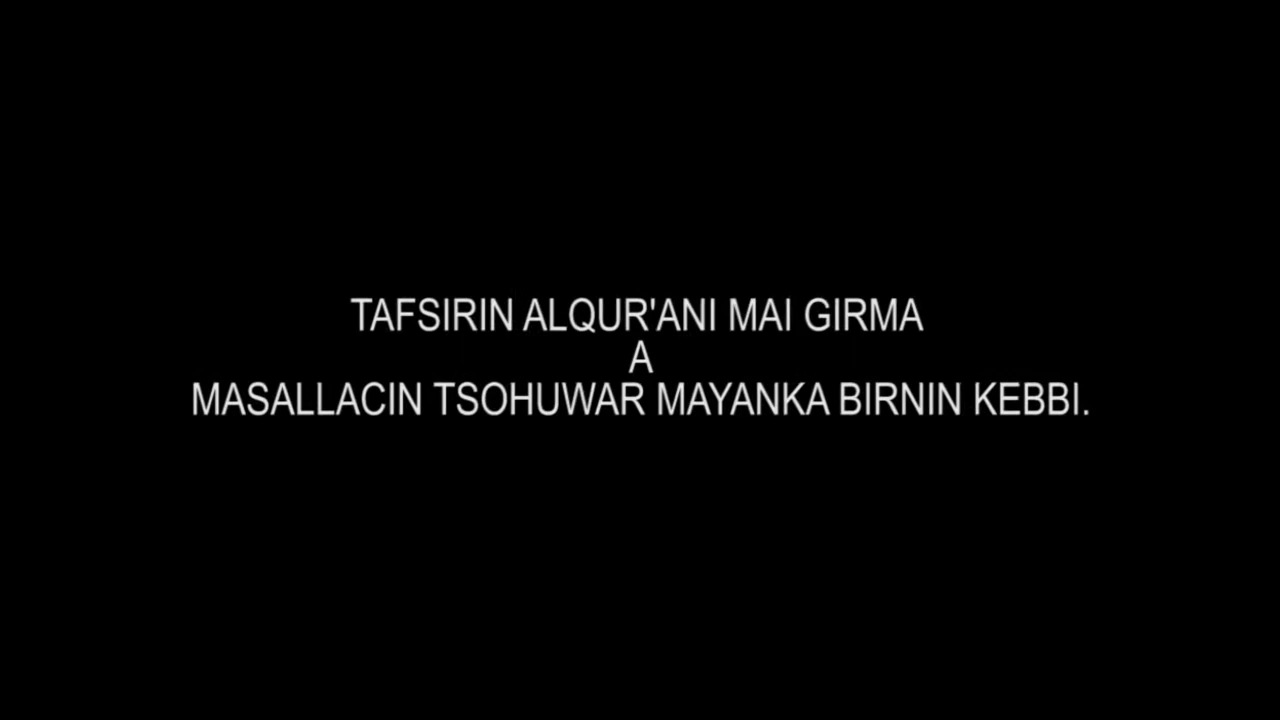 TAFSIRIN ALQUR'ANI MAI GIRMA
A
MASALLACIN TSOHUWAR MAYANKA BIRNIN KEBBI.